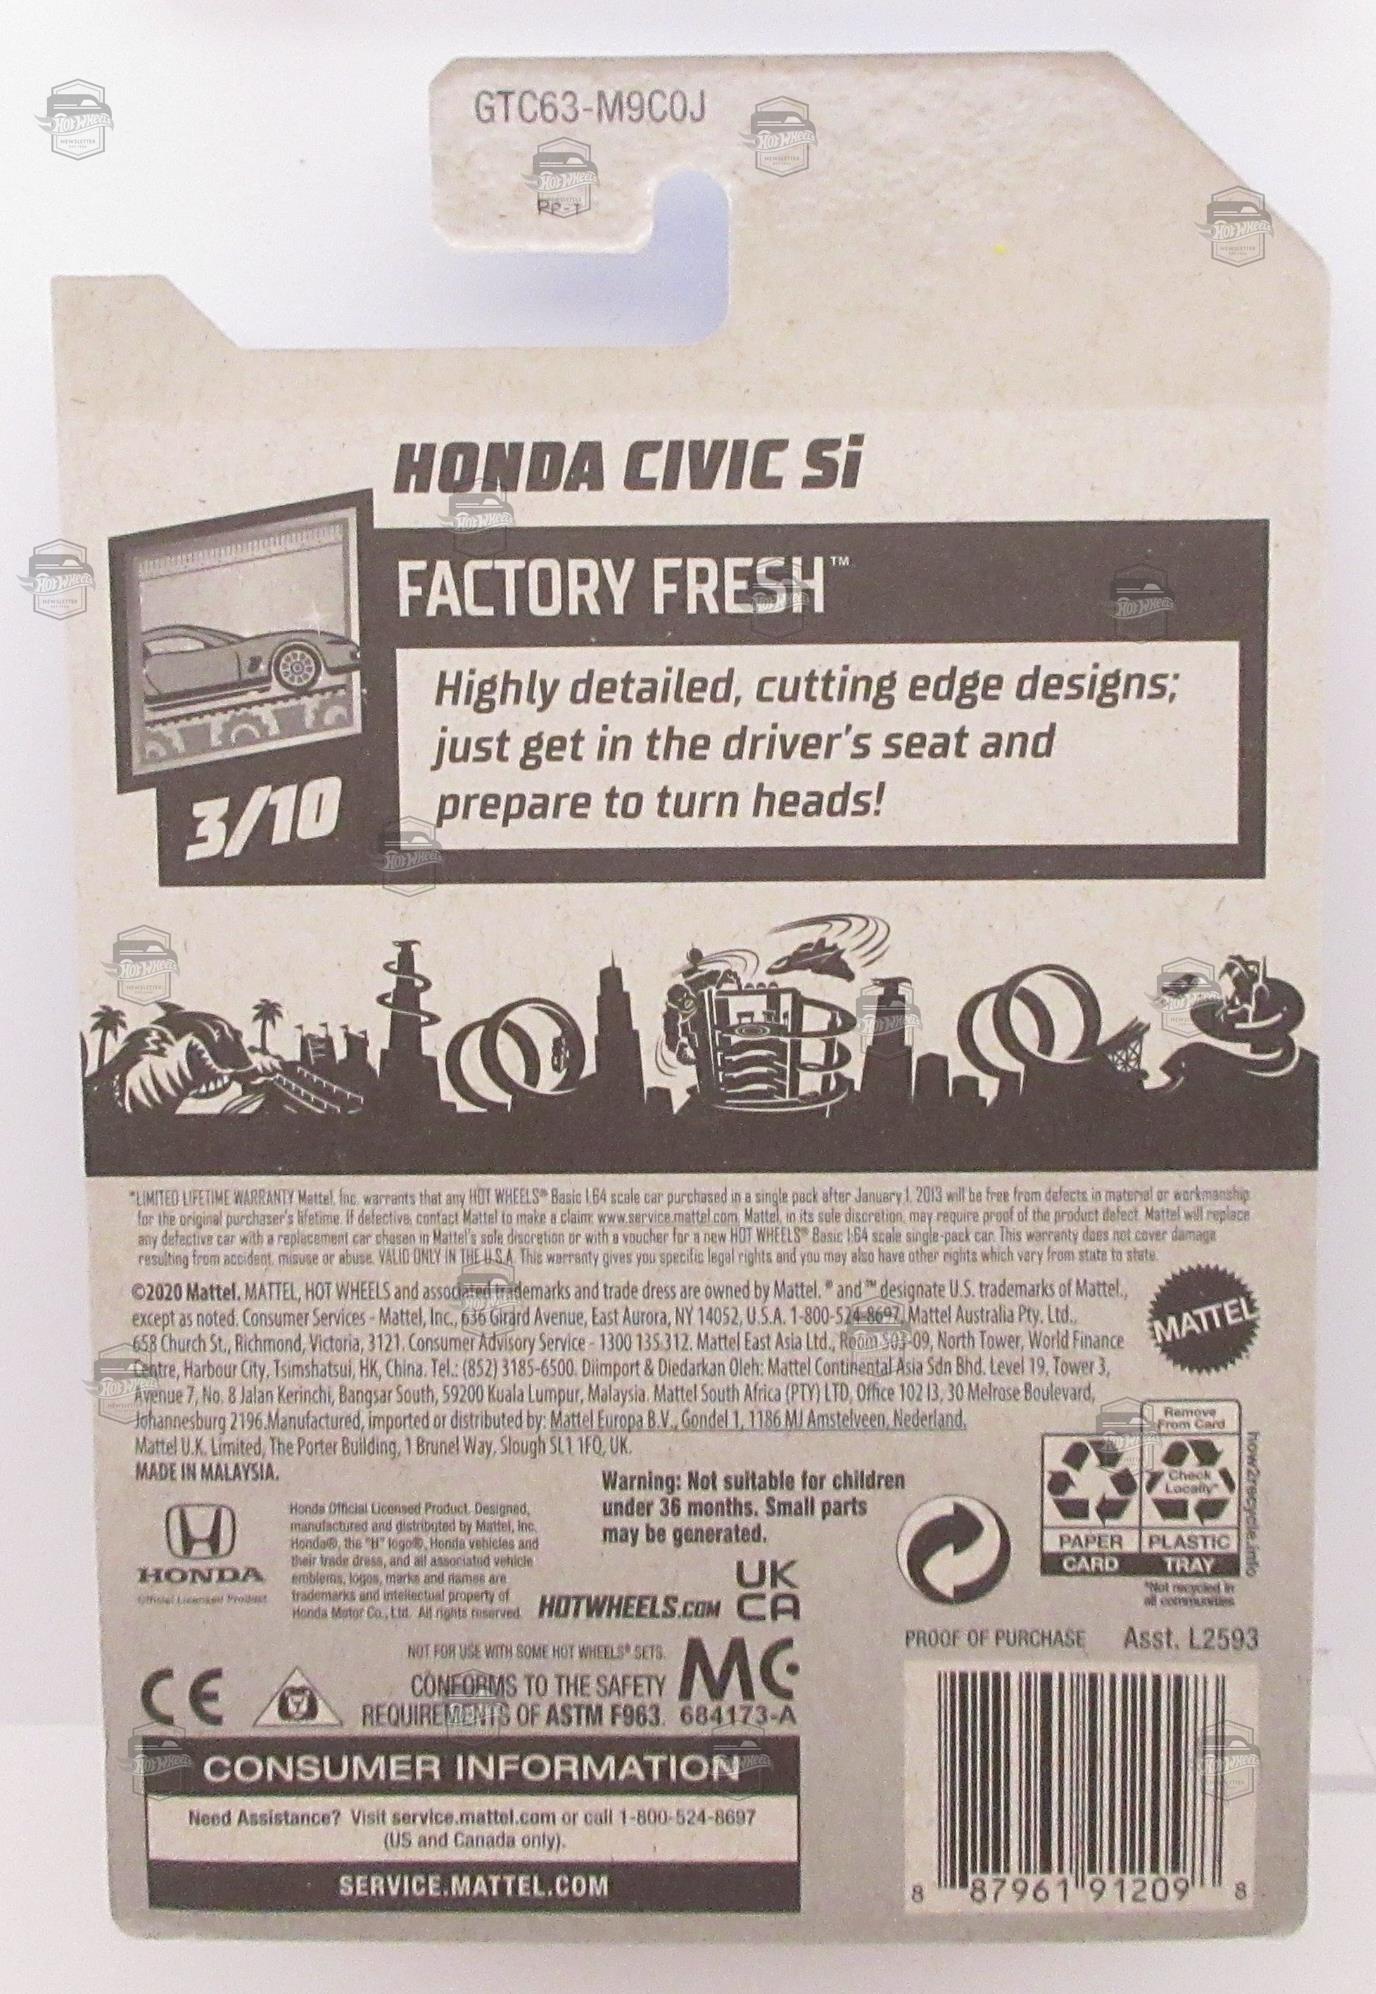 GTC63-M9C0J
PP-1
HONDA CIVIC Si
FACTORY FRESH™
Highly detailed, cutting edge designs;
just get in the driver's seat and
prepare to turn heads!
3/10
*LIMITED LIFETIME WARRANTY Mattel, Inc. warrants that any HOT WHEELS® Basic 1:64 scale car purchased in a single pack after January 1, 2013 will be free from defects in material or workmanship
for the original purchaser's lifetime. If defective, contact Mattel to make a claim: www.service.mattel.com. Mattel, in its sole discretion, may require proof of the product defect. Mattel will replace
any defective car with a replacement car chosen in Mattel's sole discretion or with a voucher for a new HOT WHEELS® Basic 1:64 scale single-pack car. This warranty does not cover damage
resulting from accident, misuse or abuse. VALID ONLY IN THE U.S.A. This warranty gives you specific legal rights and you may also have other rights which vary from state to state.
©2020 Mattel. MATTEL, HOT WHEELS and associated trademarks and trade dress are owned by Mattel. ® and ™ designate U.S. trademarks of Mattel.,
except as noted. Consumer Services - Mattel, Inc., 636 Girard Avenue, East Aurora, NY 14052, U.S.A. 1-800-524-8697. Mattel Australia Pty. Ltd.,
658 Church St., Richmond, Victoria, 3121. Consumer Advisory Service - 1300 135 312. Mattel East Asia Ltd., Room 503-09, North Tower, World Finance
Centre, Harbour City, Tsimshatsui, HK, China. Tel.: (852) 3185-6500. Diimport & Diedarkan Oleh: Mattel Continental Asia Sdn Bhd. Level 19, Tower 3,
Avenue 7, No. 8 Jalan Kerinchi, Bangsar South, 59200 Kuala Lumpur, Malaysia. Mattel South Africa (PTY) LTD, Office 102 I3, 30 Melrose Boulevard,
Johannesburg 2196.Manufactured, imported or distributed by: Mattel Europa B.V., Gondel 1, 1186 MJ Amstelveen, Nederland.
Mattel U.K. Limited, The Porter Building, 1 Brunel Way, Slough SL1 1FQ, UK.
MADE IN MALAYSIA.
MATTEL
Remove
From Card
Check
Locally*
PAPER
PLASTIC
CARD
TRAY
how2recycle.info
*Not recycled in
all communities
HONDA
Official Licensed Product
Honda Official Licensed Product. Designed,
manufactured and distributed by Mattel, Inc.
Honda®, the "H" logo®, Honda vehicles and
their trade dress, and all associated vehicle
emblems, logos, marks and names are
trademarks and intellectual property of
Honda Motor Co., Ltd. All rights reserved.
Warning: Not suitable for children
under 36 months. Small parts
may be generated.
HOTWHEELS.COM
UK
CA
NOT FOR USE WITH SOME HOT WHEELS® SETS.
CONFORMS TO THE SAFETY
REQUIREMENTS OF ASTM F963.
CE
MC
684173-A
PROOF OF PURCHASE
Asst. L2593
CONSUMER INFORMATION
Need Assistance? Visit service.mattel.com or call 1-800-524-8697
(US and Canada only).
SERVICE.MATTEL.COM
8 87961 91209 8